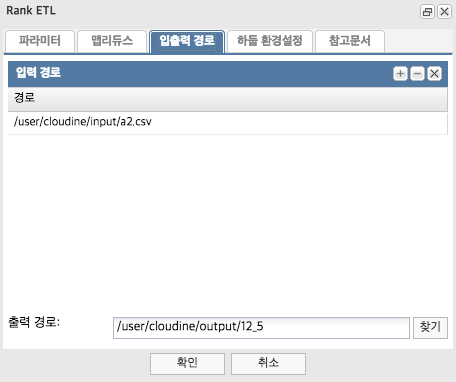 Rank ETL
파라미터 맵리듀스 입출력 경로 하둡 환경설정 참고문서
입력 경로
경로
/user/cloudine/input/a2.csv
출력 경로: /user/cloudine/output/12_5 찾기
확인 취소